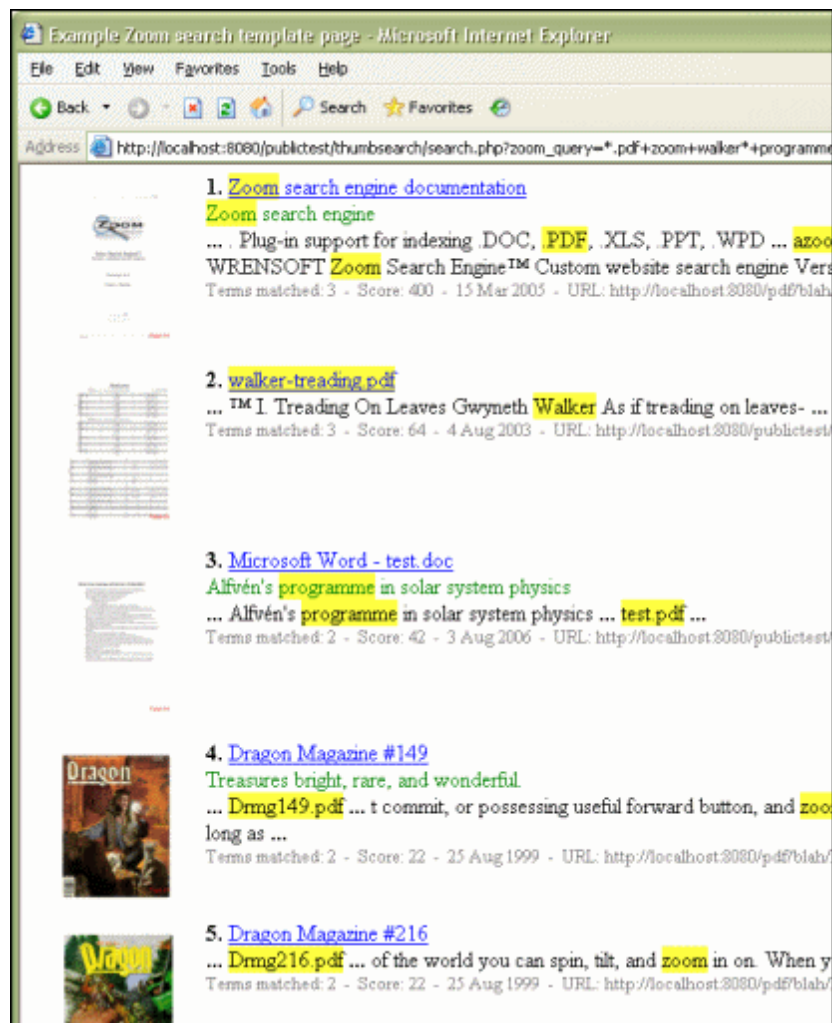 Example Zoom search template page - Microsoft Internet Explorer
File Edit View Favorites Tools Help
Back Search Favorites
Address http://localhost:8080/publictest/thumbsearch/search.php?zoom_query=*.pdf+zoom+walker*+programme
1. Zoom search engine documentation
Zoom search engine
... . Plug-in support for indexing .DOC, .PDF, .XLS, .PPT, .WPD ... azoo
WRENSOFT Zoom Search Engine™ Custom website search engine Vers
Terms matched: 3 - Score: 400 - 15 Mar 2005 - URL: http://localhost:8080/pdf/blah/
ZOOM
2. walker-treading.pdf
... ™ I. Treading On Leaves Gwyneth Walker As if treading on leaves- ...
Terms matched: 3 - Score: 64 - 4 Aug 2003 - URL: http://localhost:8080/publictest/
3. Microsoft Word - test.doc
Alfvén's programme in solar system physics
... Alfvén's programme in solar system physics ... test.pdf ...
Terms matched: 2 - Score: 42 - 3 Aug 2006 - URL: http://localhost:8080/publictest/
4. Dragon Magazine #149
Dragon
Treasures bright, rare, and wonderful.
... Drmg149.pdf ... t commit, or possessing useful forward button, and zoo
long as ...
Terms matched: 2 - Score: 22 - 25 Aug 1999 - URL: http://localhost:8080/pdf/blah/
5. Dragon Magazine #216
Dragon
... Drmg216.pdf ... of the world you can spin, tilt, and zoom in on. When y
Terms matched: 2 - Score: 22 - 25 Aug 1999 - URL: http://localhost:8080/pdf/blah/